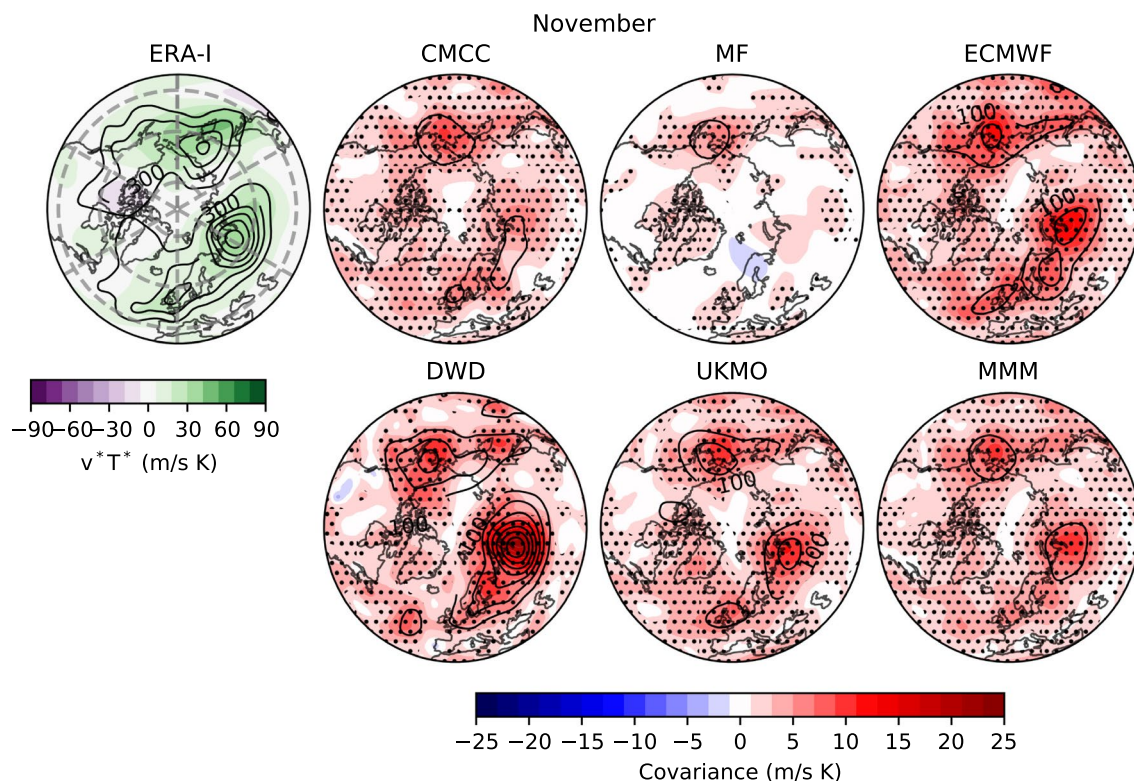 November
ERA-I CMCC MF ECMWF
300
300
100
100
−90 −60 −30 0 30 60 90
v*T* (m/s K)
DWD UKMO MMM
100
100
100
100
−25 −20 −15 −10 −5 0 5 10 15 20 25
Covariance (m/s K)